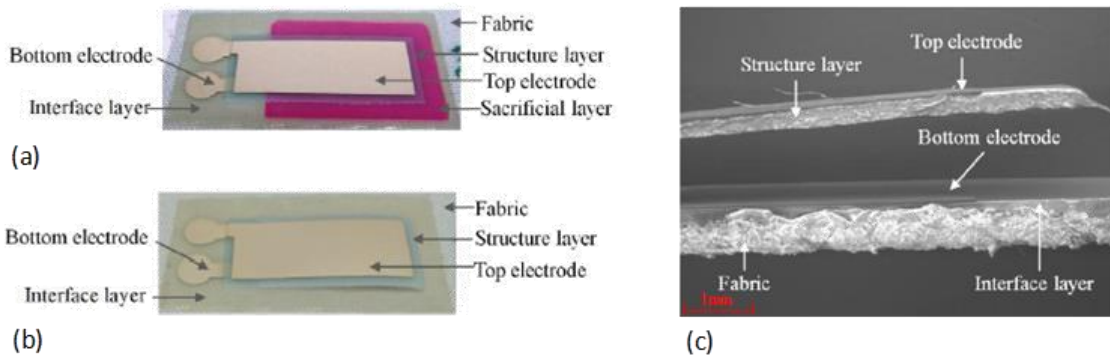 Fabric
Bottom electrode
Structure layer
Top electrode
Interface layer
Sacrificial layer
(a)
Fabric
Bottom electrode
Structure layer
Top electrode
Interface layer
(b)
Top electrode
Structure layer
Bottom electrode
Fabric
Interface layer
1mm
(c)